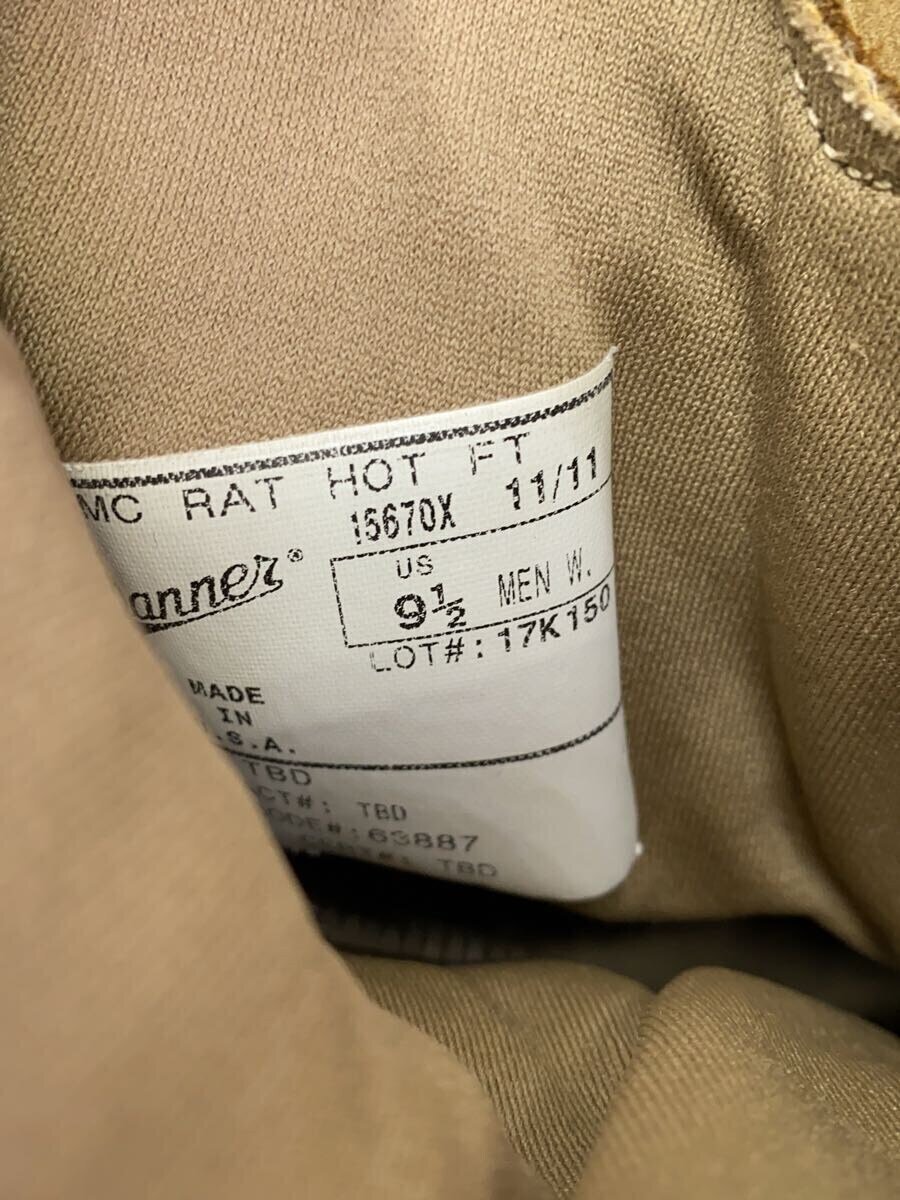 MC RAT HOT FT
15670X 11/11
anner®
US
9½ MEN W.
LOT#: 17K150
MADE
IN
.S.A.
TBD
CT#: TBD
ODE#:63887
TBD